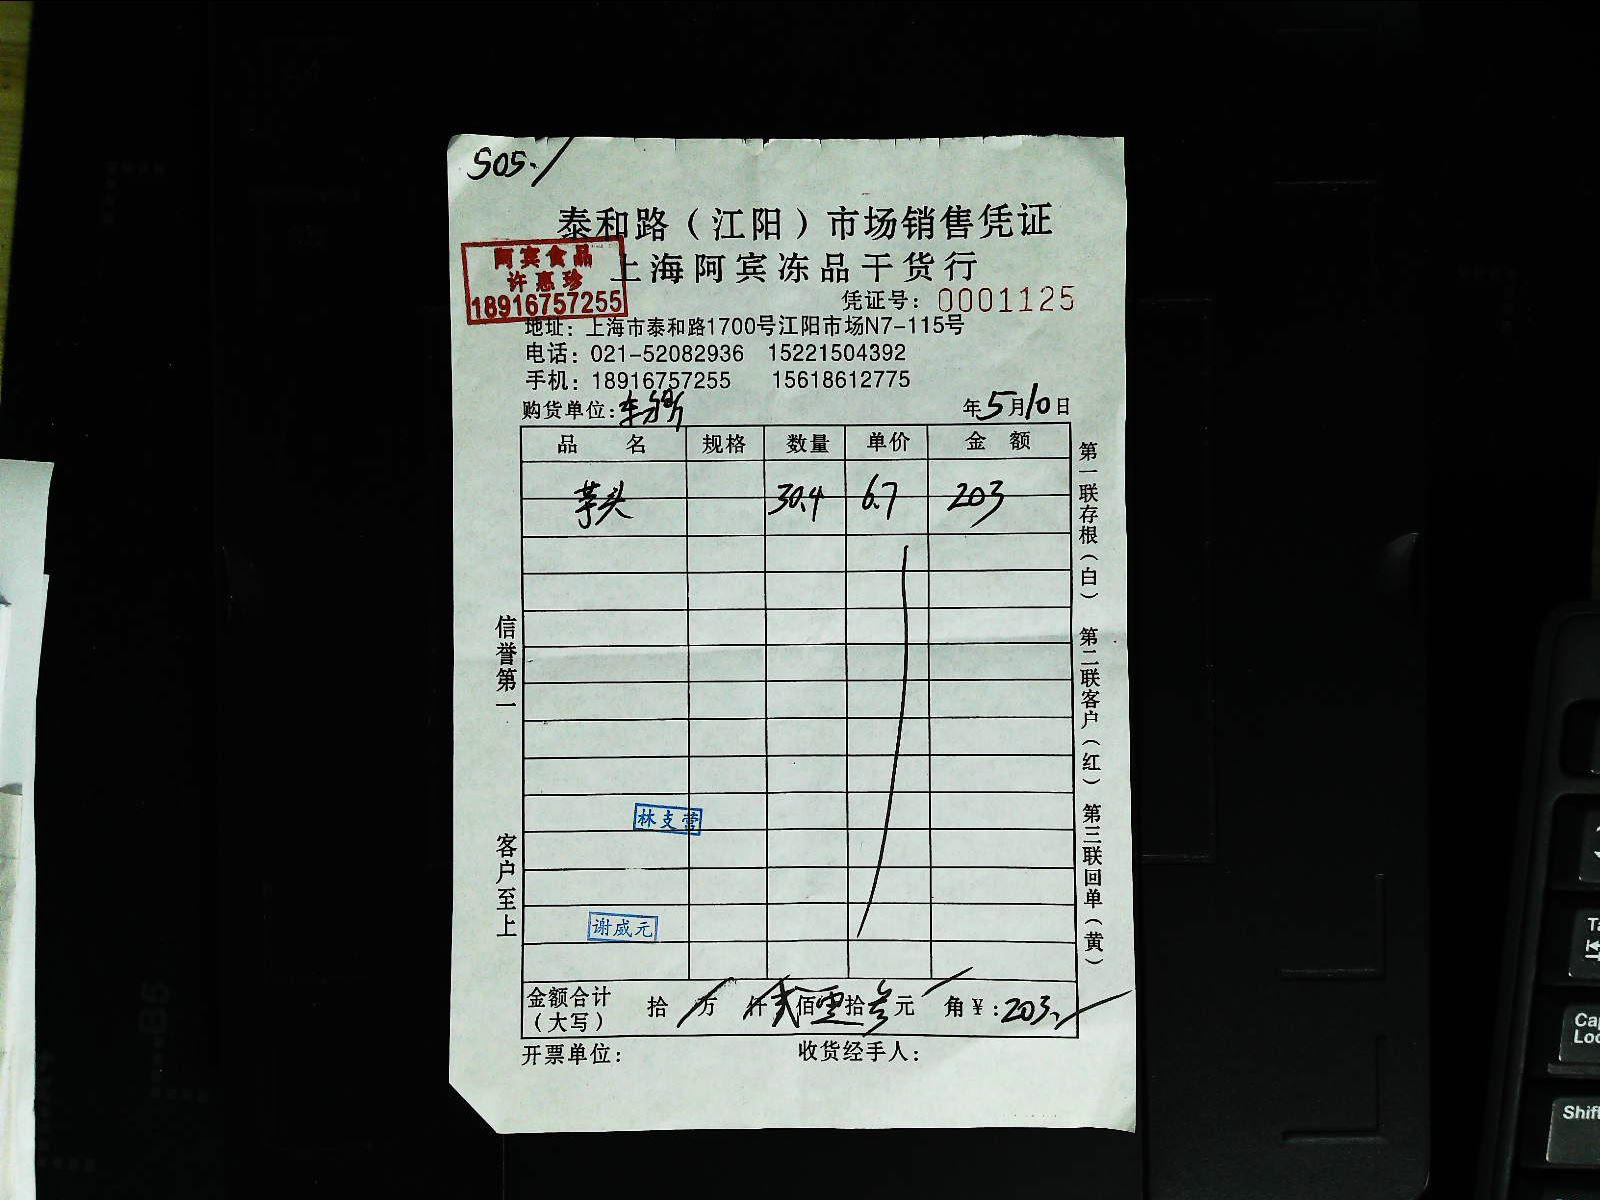 S05./
泰和路（江阳）市场销售凭证
阿宾食品
许惠珍
18916757255
上海阿宾冻品干货行
凭证号：0001125
地址：上海市泰和路1700号江阳市场N7-115号
电话：021-52082936 15221504392
手机：18916757255 15618612775
购货单位：
年5月10日
品名 规格 数量 单价 金额
芋头 30.4 6.7 203
第一联存根（白） 第二联客户（红） 第三联回单（黄）
信誉第一
客户至上
林支营
谢威元
金额合计（大写） 拾 万 仟贰佰零拾叁元 角￥：203.
开票单位： 收货经手人：
Ta
Cap
Loc
Shif